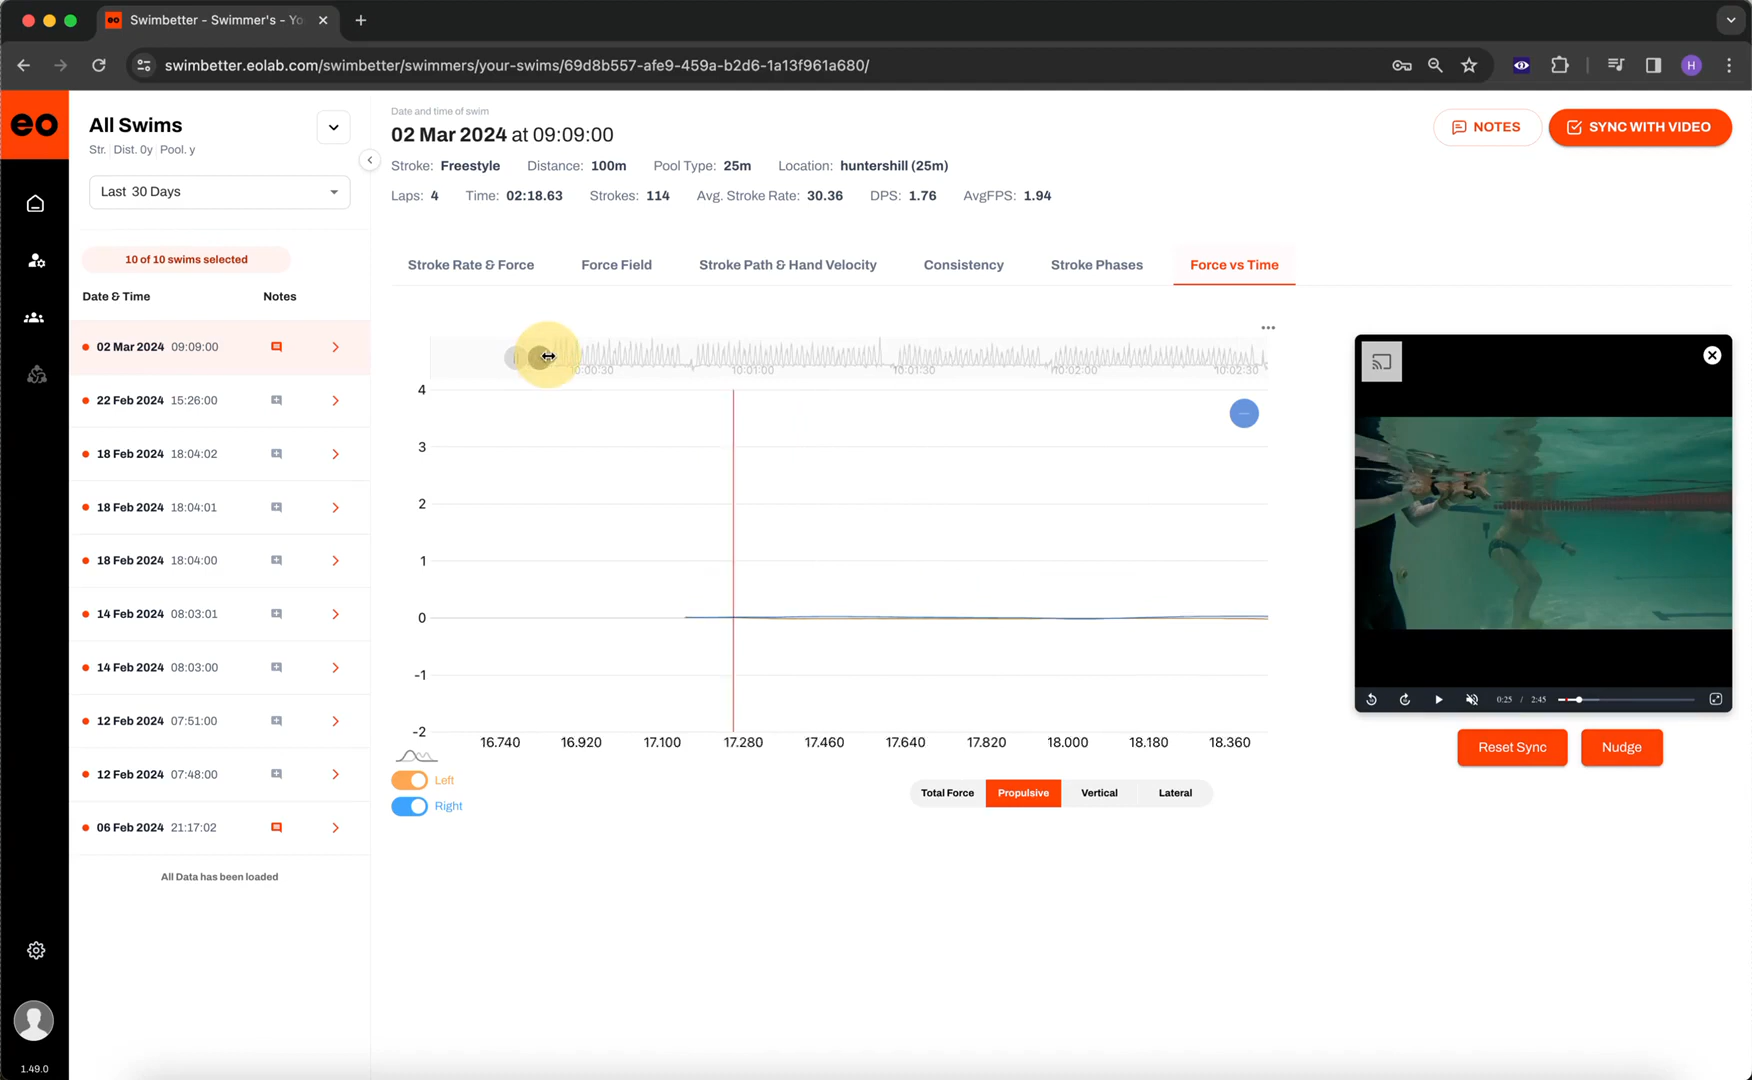 Swimbetter - Swimmer's - Yo
swimbetter.eolab.com/swimbetter/swimmers/your-swims/69d8b557-afe9-459a-b2d6-1a13f961a680/
H
eo
All Swims
Str. Dist. 0y Pool. y
Last 30 Days
10 of 10 swims selected
Date & Time Notes
02 Mar 2024 09:09:00
22 Feb 2024 15:26:00
18 Feb 2024 18:04:02
18 Feb 2024 18:04:01
18 Feb 2024 18:04:00
14 Feb 2024 08:03:01
14 Feb 2024 08:03:00
12 Feb 2024 07:51:00
12 Feb 2024 07:48:00
06 Feb 2024 21:17:02
All Data has been loaded
1.49.0
Date and time of swim
02 Mar 2024 at 09:09:00
Stroke: Freestyle Distance: 100m Pool Type: 25m Location: huntershill (25m)
Laps: 4 Time: 02:18.63 Strokes: 114 Avg. Stroke Rate: 30.36 DPS: 1.76 AvgFPS: 1.94
NOTES
SYNC WITH VIDEO
Stroke Rate & Force Force Field Stroke Path & Hand Velocity Consistency Stroke Phases Force vs Time
10:00:30 10:01:00 10:01:30 10:02:00 10:02:30
4
3
2
1
0
-1
-2
16.740 16.920 17.100 17.280 17.460 17.640 17.820 18.000 18.180 18.360
Left
Right
Total Force Propulsive Vertical Lateral
0:25 / 2:45
Reset Sync Nudge